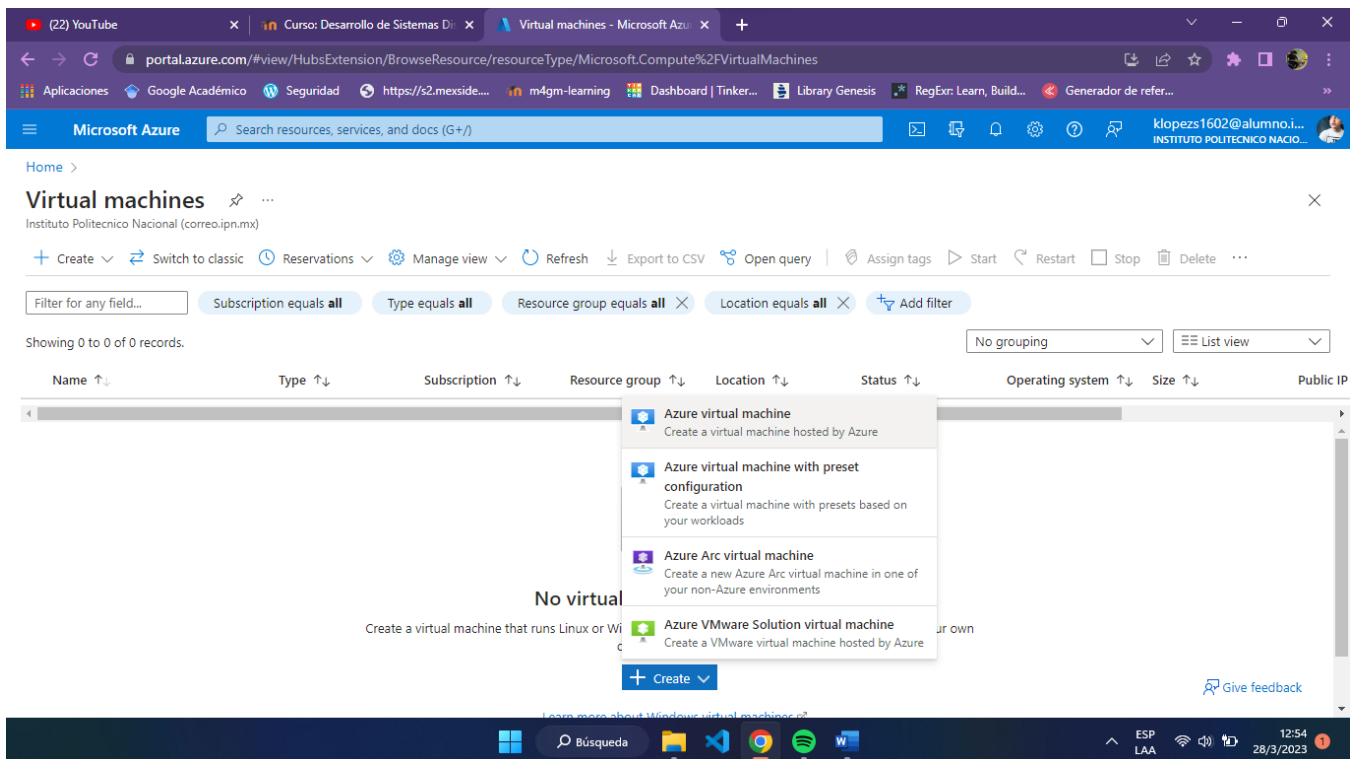 (22) YouTube
Curso: Desarrollo de Sistemas Di
Virtual machines - Microsoft Azu
portal.azure.com/#view/HubsExtension/BrowseResource/resourceType/Microsoft.Compute%2FVirtualMachines
Aplicaciones Google Académico Seguridad https://s2.mexside.... m4gm-learning Dashboard | Tinker... Library Genesis RegExr: Learn, Build... Generador de refer... »
Microsoft Azure Search resources, services, and docs (G+/) klopezs1602@alumno.i...
INSTITUTO POLITECNICO NACIO...
Home >
Virtual machines ...
Instituto Politecnico Nacional (correo.ipn.mx)
Create Switch to classic Reservations Manage view Refresh Export to CSV Open query Assign tags Start Restart Stop Delete ...
Filter for any field... Subscription equals all Type equals all Resource group equals all Location equals all Add filter
Showing 0 to 0 of 0 records. No grouping List view
Name ↑↓ Type ↑↓ Subscription ↑↓ Resource group ↑↓ Location ↑↓ Status ↑↓ Operating system ↑↓ Size ↑↓ Public IP
Azure virtual machine
Create a virtual machine hosted by Azure
Azure virtual machine with preset
configuration
Create a virtual machine with presets based on
your workloads
Azure Arc virtual machine
Create a new Azure Arc virtual machine in one of
your non-Azure environments
Azure VMware Solution virtual machine
Create a VMware virtual machine hosted by Azure
No virtual
Create a virtual machine that runs Linux or Wi ur own
Create
Give feedback
Learn more about Windows virtual machines
Búsqueda
ESP
LAA
12:54
28/3/2023
1